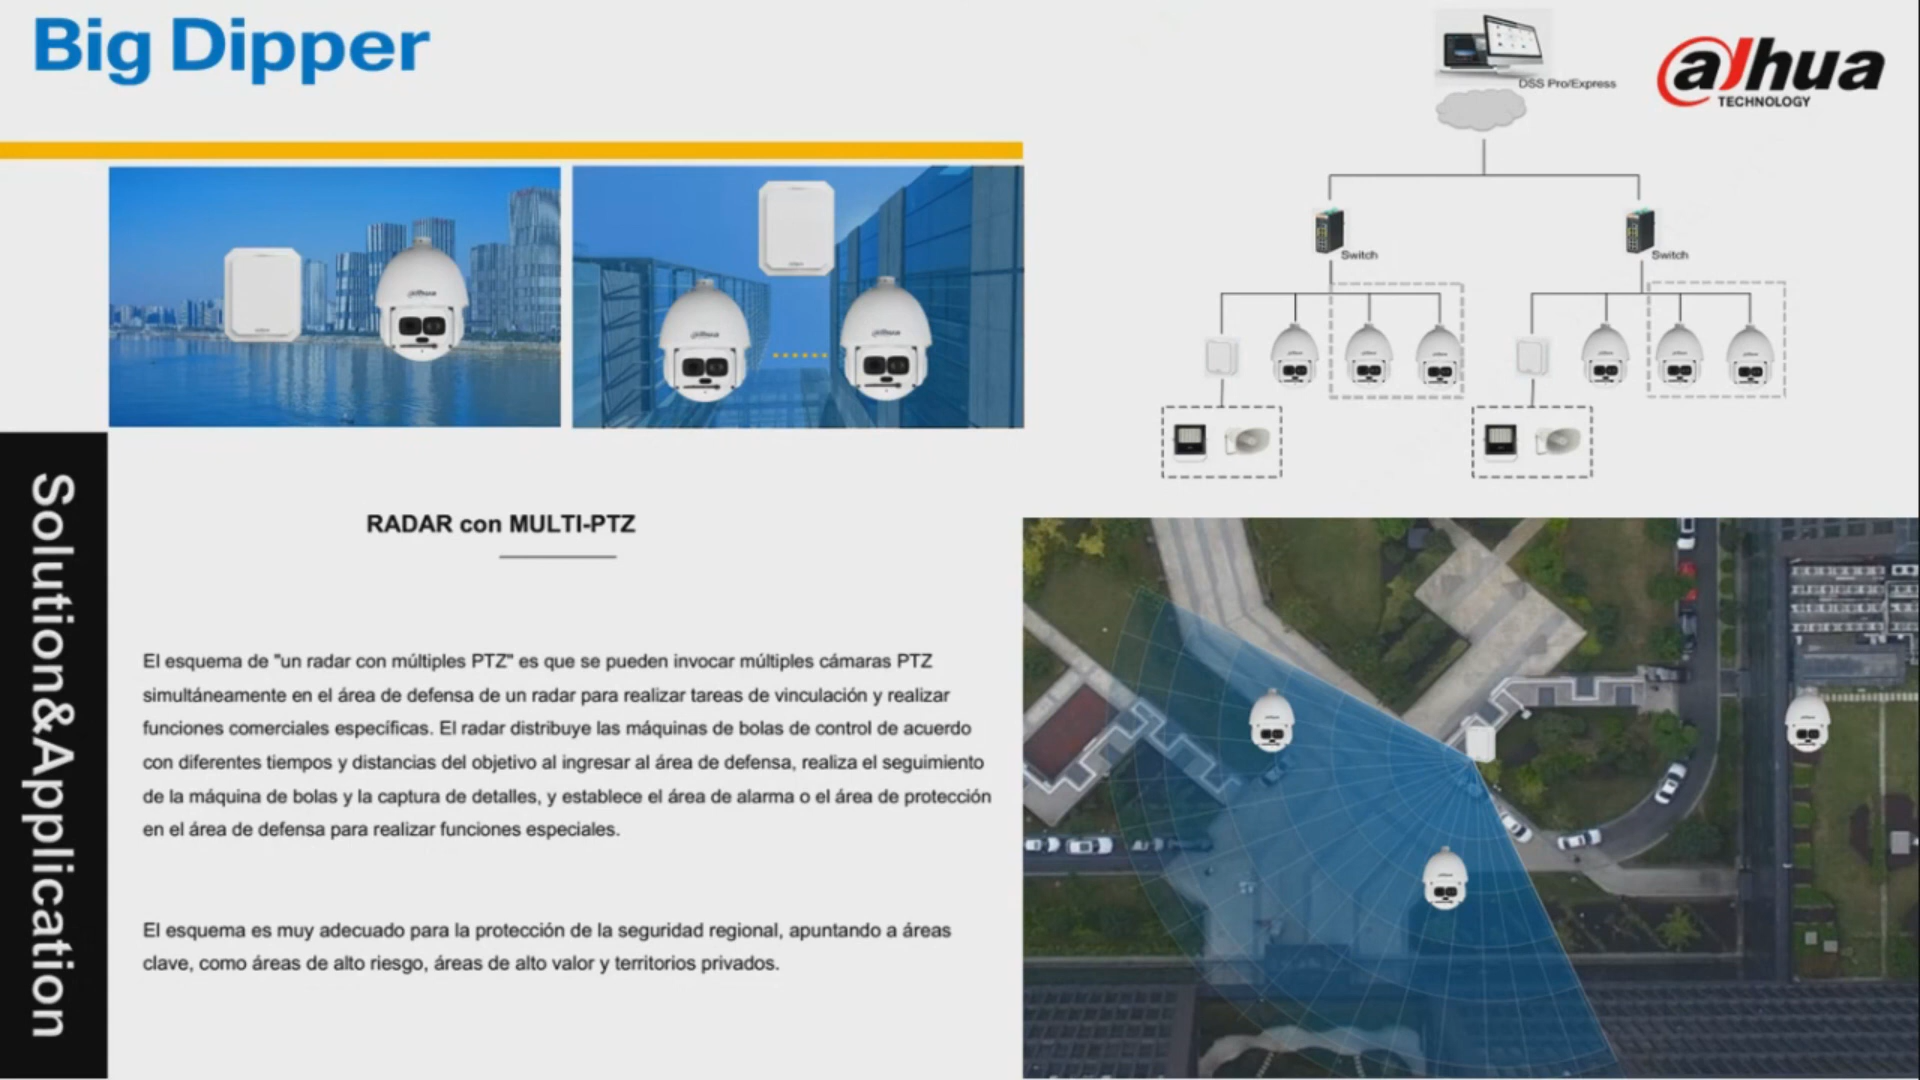 Big Dipper
DSS Pro/Express
alhua
TECHNOLOGY
Switch
Switch
Solution&Application
RADAR con MULTI-PTZ
El esquema de "un radar con múltiples PTZ" es que se pueden invocar múltiples cámaras PTZ
simultáneamente en el área de defensa de un radar para realizar tareas de vinculación y realizar
funciones comerciales específicas. El radar distribuye las máquinas de bolas de control de acuerdo
con diferentes tiempos y distancias del objetivo al ingresar al área de defensa, realiza el seguimiento
de la máquina de bolas y la captura de detalles, y establece el área de alarma o el área de protección
en el área de defensa para realizar funciones especiales.
El esquema es muy adecuado para la protección de la seguridad regional, apuntando a áreas
clave, como áreas de alto riesgo, áreas de alto valor y territorios privados.